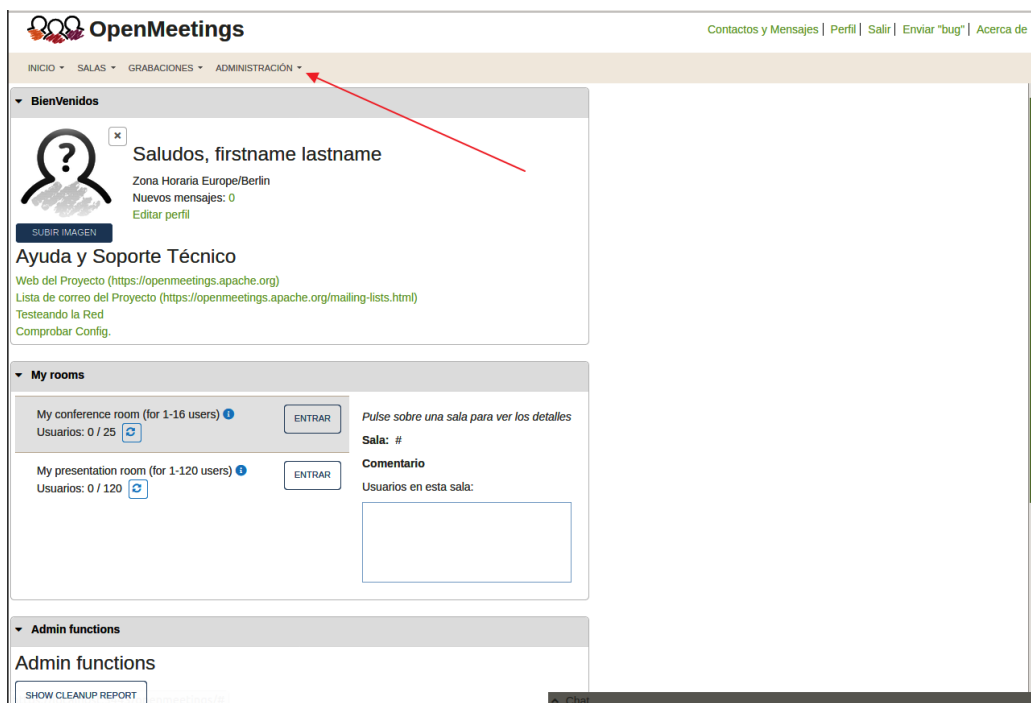 OpenMeetings
Contactos y Mensajes | Perfil | Salir | Enviar "bug" | Acerca de
INICIO SALAS GRABACIONES ADMINISTRACIÓN
BienVenidos
Saludos, firstname lastname
Zona Horaria Europe/Berlin
Nuevos mensajes: 0
Editar perfil
SUBIR IMAGEN
Ayuda y Soporte Técnico
Web del Proyecto (https://openmeetings.apache.org)
Lista de correo del Proyecto (https://openmeetings.apache.org/mailing-lists.html)
Testeando la Red
Comprobar Config.
My rooms
My conference room (for 1-16 users)
Usuarios: 0 / 25
ENTRAR
My presentation room (for 1-120 users)
Usuarios: 0 / 120
ENTRAR
Pulse sobre una sala para ver los detalles
Sala: #
Comentario
Usuarios en esta sala:
Admin functions
Admin functions
SHOW CLEANUP REPORT
Chat